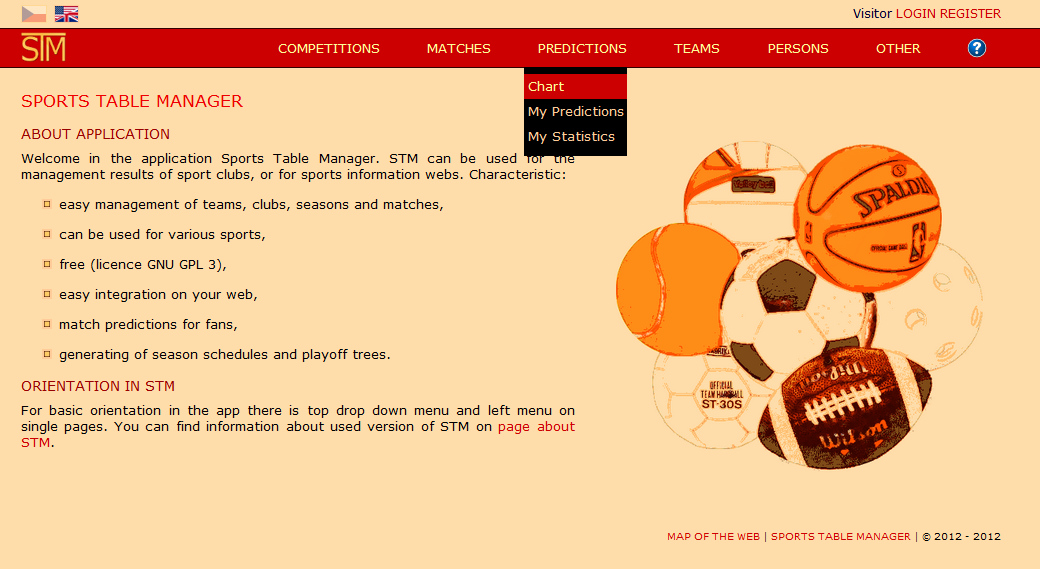 Visitor LOGIN REGISTER
STM COMPETITIONS MATCHES PREDICTIONS TEAMS PERSONS OTHER ?
Chart
My Predictions
My Statistics
SPORTS TABLE MANAGER
ABOUT APPLICATION
Welcome in the application Sports Table Manager. STM can be used for the
management results of sport clubs, or for sports information webs. Characteristic:
easy management of teams, clubs, seasons and matches,
can be used for various sports,
free (licence GNU GPL 3),
easy integration on your web,
match predictions for fans,
generating of season schedules and playoff trees.
ORIENTATION IN STM
For basic orientation in the app there is top drop down menu and left menu on
single pages. You can find information about used version of STM on page about
STM.
SPALDIN
OFFICIAL
TEAM HANDBALL
ST-30S
Wilson
MAP OF THE WEB | SPORTS TABLE MANAGER | © 2012 - 2012